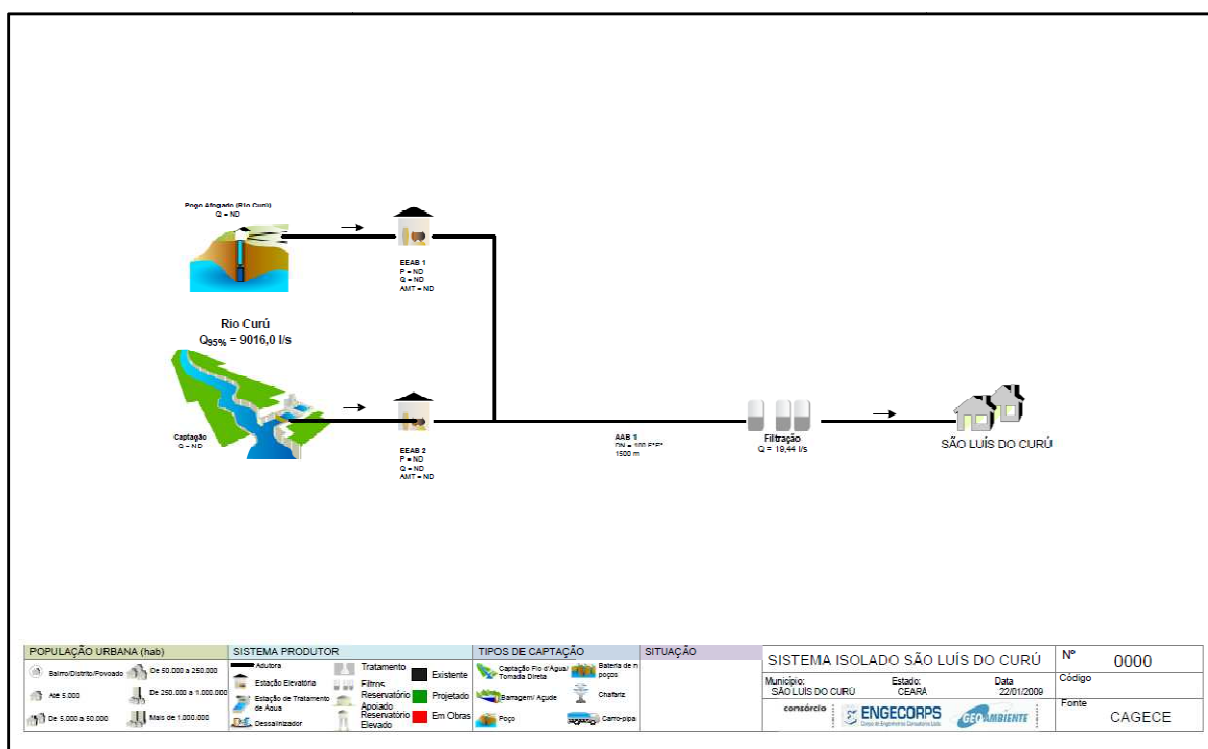 Poço Afogado (Rio Curú)
Q = ND
EEAB 1
P = ND
Q = ND
AMT = ND
Rio Curú
Q95% = 9016,0 l/s
Captação
Q = ND
EEAB 2
P = ND
Q = ND
AMT = ND
AAB 1
1500 m
Filtração
Q = 19,44 l/s
SÃO LUÍS DO CURÚ
POPULAÇÃO URBANA (hab)
Bairro/Distrito/Povoado
De 50.000 a 250.000
Até 5.000
De 250.000 a 1.000.000
De 5.000 a 50.000
Mais de 1.000.000
SISTEMA PRODUTOR
Adutora
Estação Elevatória
Estação de Tratamento
de Água
Dessalinizador
Tratamento
Filtros
Reservatório
Apoiado
Reservatório
Elevado
Existente
Projetado
Em Obras
TIPOS DE CAPTAÇÃO
Captação Fio d'Água/
Tomada Direta
Barragem/ Açude
Poço
Bateria de n
poços
Chafariz
Carro-pipa
SITUAÇÃO
SISTEMA ISOLADO SÃO LUÍS DO CURÚ
Nº
0000
Município:
SÃO LUÍS DO CURÚ
Estado:
CEARÁ
Data
22/01/2009
Código
consórcio
ENGECORPS
Corpo de Engenheiros Consultores Ltda.
GEOAMBIENTE
Fonte
CAGECE